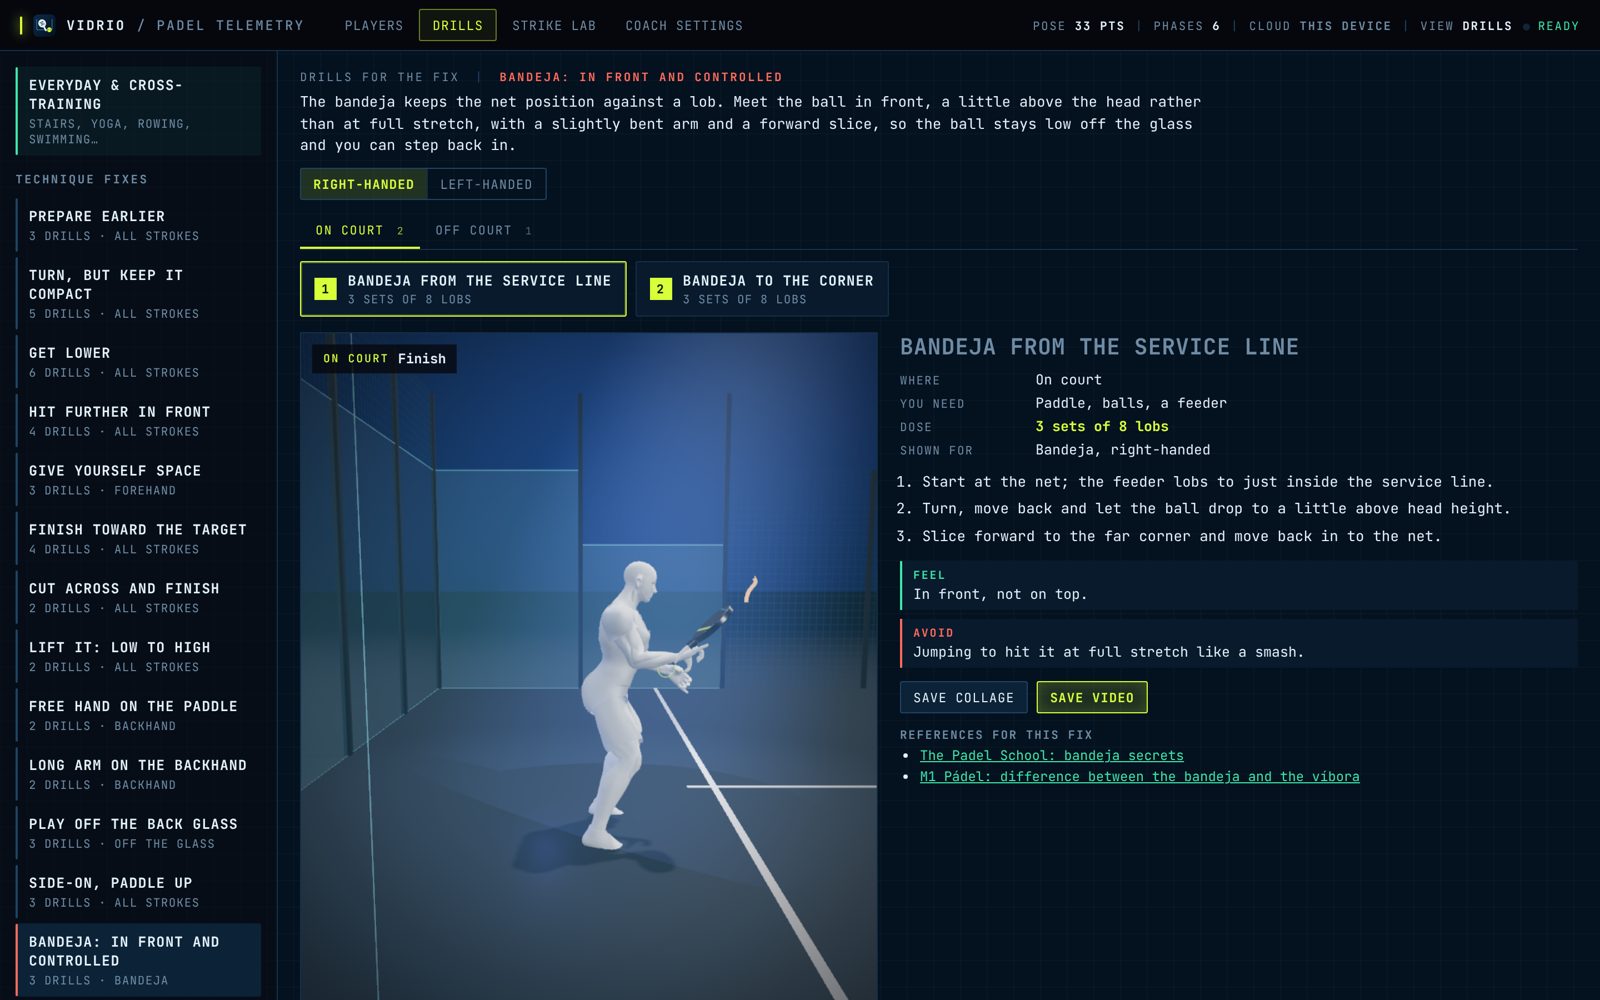 VIDRIO / PADEL TELEMETRY
PLAYERS
DRILLS
STRIKE LAB
COACH SETTINGS
POSE 33 PTS | PHASES 6 | CLOUD THIS DEVICE | VIEW DRILLS
READY
EVERYDAY & CROSS-
TRAINING
STAIRS, YOGA, ROWING,
SWIMMING…
TECHNIQUE FIXES
PREPARE EARLIER
3 DRILLS · ALL STROKES
TURN, BUT KEEP IT
COMPACT
5 DRILLS · ALL STROKES
GET LOWER
6 DRILLS · ALL STROKES
HIT FURTHER IN FRONT
4 DRILLS · ALL STROKES
GIVE YOURSELF SPACE
3 DRILLS · FOREHAND
FINISH TOWARD THE TARGET
4 DRILLS · ALL STROKES
CUT ACROSS AND FINISH
2 DRILLS · ALL STROKES
LIFT IT: LOW TO HIGH
2 DRILLS · ALL STROKES
FREE HAND ON THE PADDLE
2 DRILLS · BACKHAND
LONG ARM ON THE BACKHAND
2 DRILLS · BACKHAND
PLAY OFF THE BACK GLASS
3 DRILLS · OFF THE GLASS
SIDE-ON, PADDLE UP
3 DRILLS · ALL STROKES
BANDEJA: IN FRONT AND
CONTROLLED
3 DRILLS · BANDEJA
DRILLS FOR THE FIX | BANDEJA: IN FRONT AND CONTROLLED
The bandeja keeps the net position against a lob. Meet the ball in front, a little above the head rather
than at full stretch, with a slightly bent arm and a forward slice, so the ball stays low off the glass
and you can step back in.
RIGHT-HANDED
LEFT-HANDED
ON COURT 2
OFF COURT 1
1 BANDEJA FROM THE SERVICE LINE
3 SETS OF 8 LOBS
2 BANDEJA TO THE CORNER
3 SETS OF 8 LOBS
ON COURT Finish
BANDEJA FROM THE SERVICE LINE
WHERE On court
YOU NEED Paddle, balls, a feeder
DOSE 3 sets of 8 lobs
SHOWN FOR Bandeja, right-handed
1. Start at the net; the feeder lobs to just inside the service line.
2. Turn, move back and let the ball drop to a little above head height.
3. Slice forward to the far corner and move back in to the net.
FEEL
In front, not on top.
AVOID
Jumping to hit it at full stretch like a smash.
SAVE COLLAGE
SAVE VIDEO
REFERENCES FOR THIS FIX
• The Padel School: bandeja secrets
• M1 Pádel: difference between the bandeja and the víbora